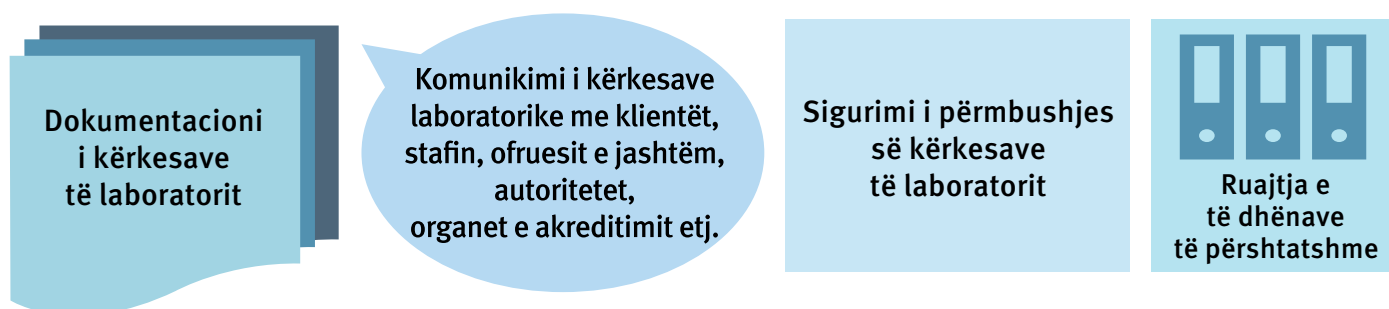 Dokumentacioni
i kërkesave
të laboratorit
Komunikimi i kërkesave
laboratorike me klientët,
stafin, ofruesit e jashtëm,
autoritetet,
organet e akreditimit etj.
Sigurimi i përmbushjes
së kërkesave
të laboratorit
Ruajtja e
të dhënave
të përshtatshme